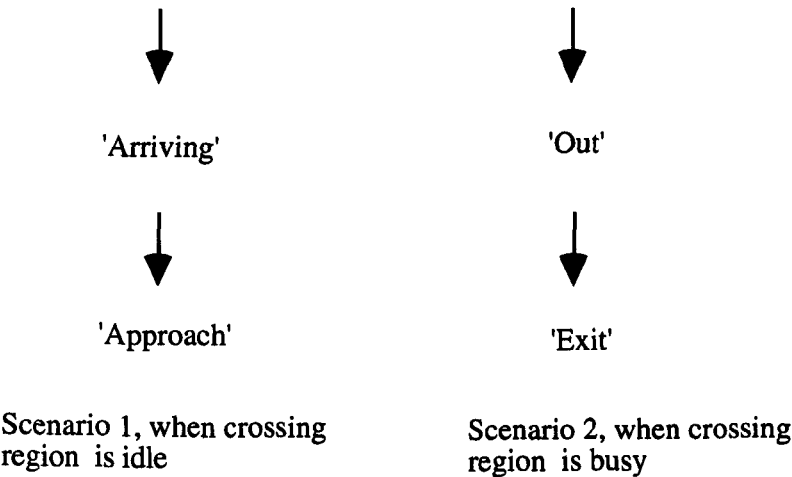 'Arriving'
'Out'
'Approach'
'Exit'
Scenario 1, when crossing
region is idle
Scenario 2, when crossing
region is busy